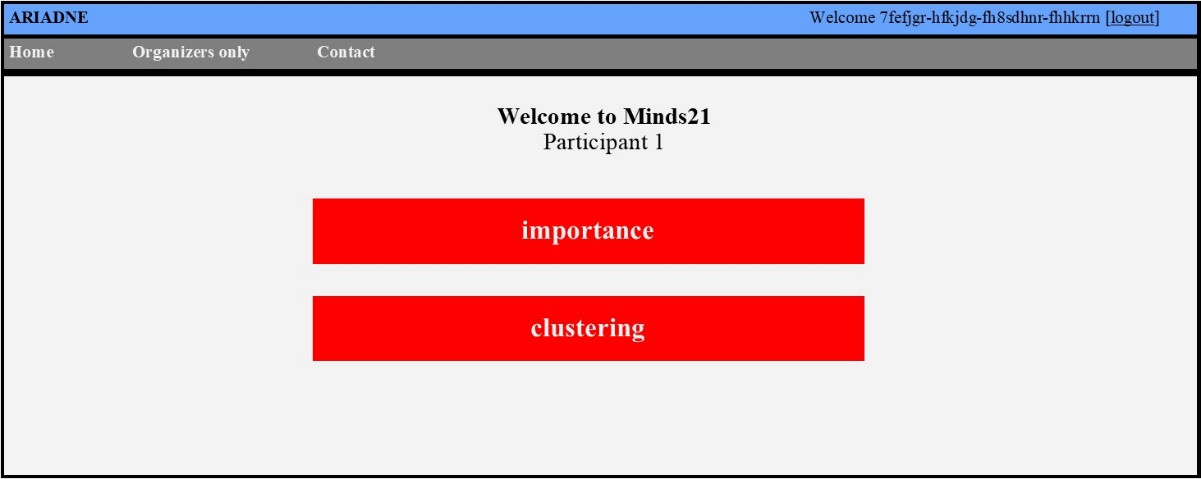 ARIADNE Welcome 7fefjgr-hfkjdg-fh8sdhnr-fhhkrrn [logout]
Home Organizers only Contact
Welcome to Minds21
Participant 1
importance
clustering